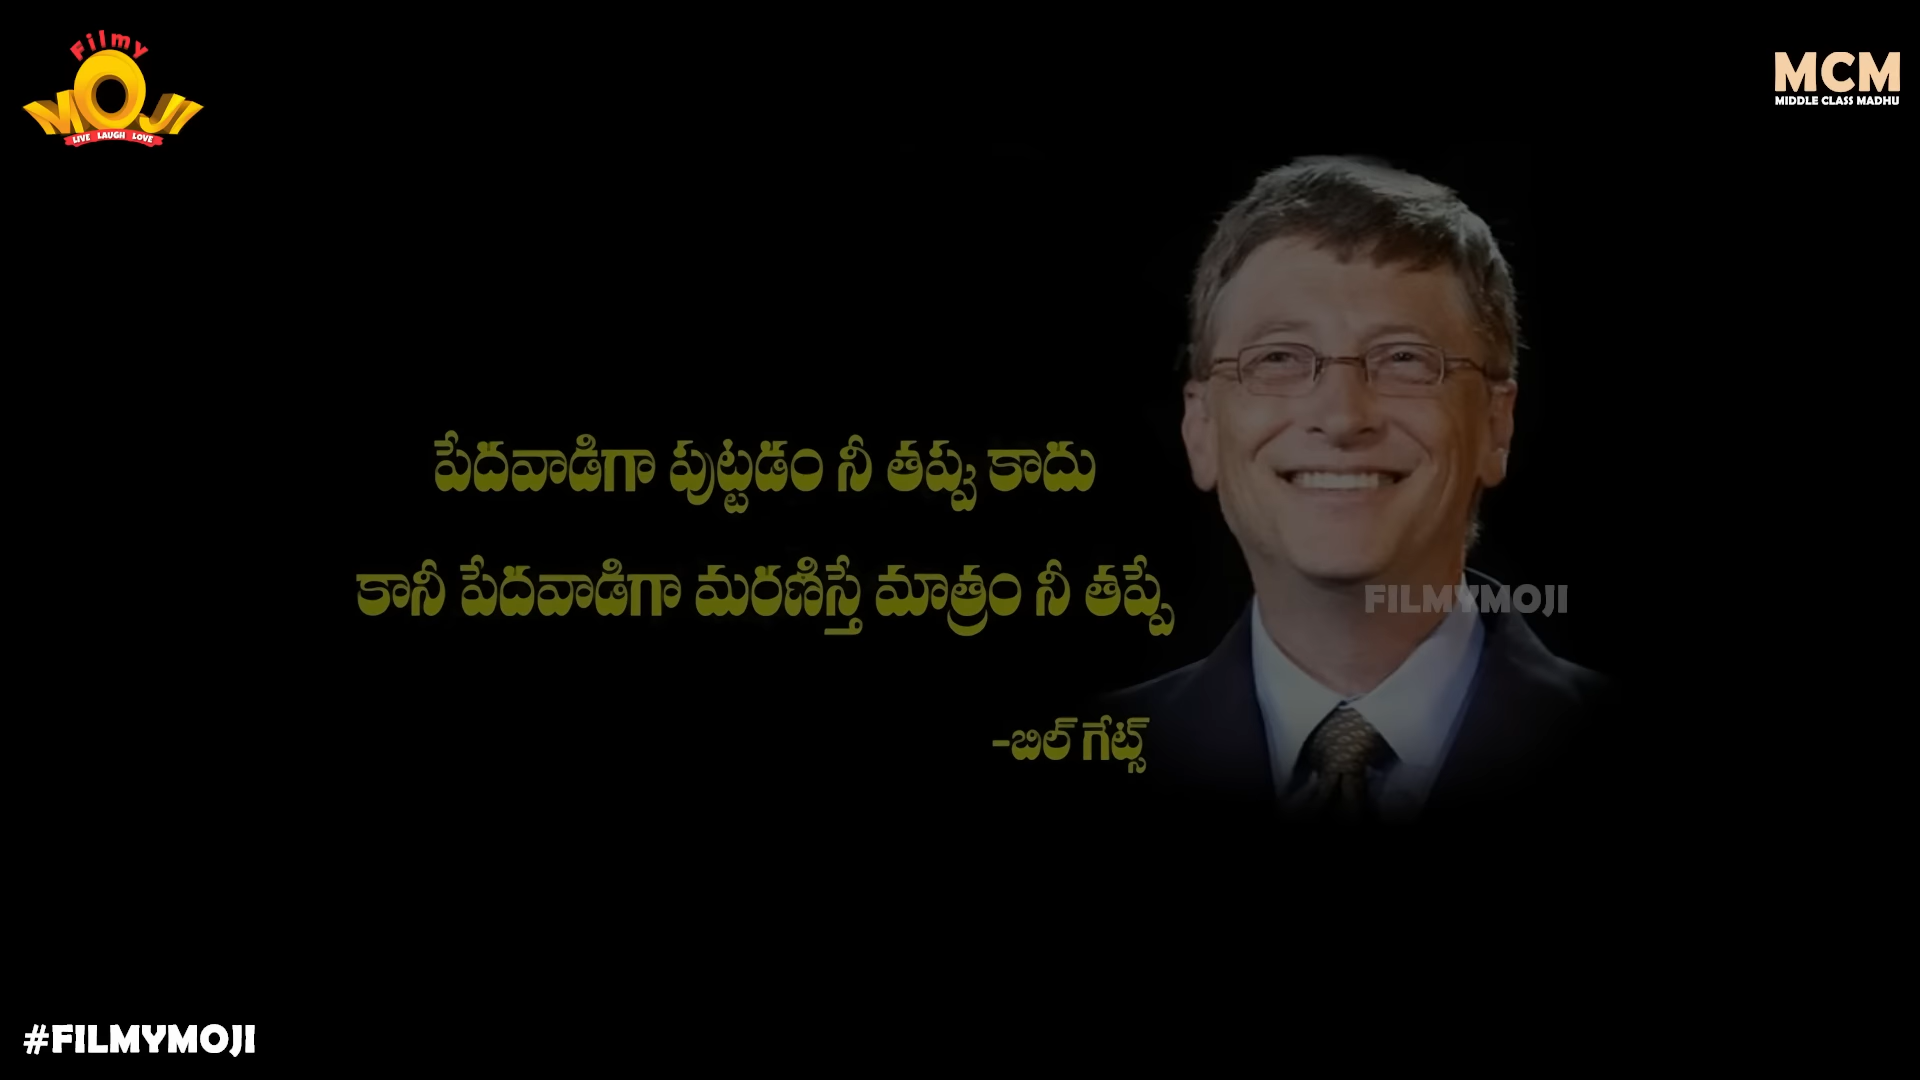 Filmy
MOJI
LIVE LAUGH LOVE
MCM
MIDDLE CLASS MADHU
పేదవాడిగా పుట్టడం నీ తప్పు కాదు
కానీ పేదవాడిగా మరణిస్తే మాత్రం నీ తప్పే
FILMYMOJI
-బిల్ గేట్స్
#FILMYMOJI